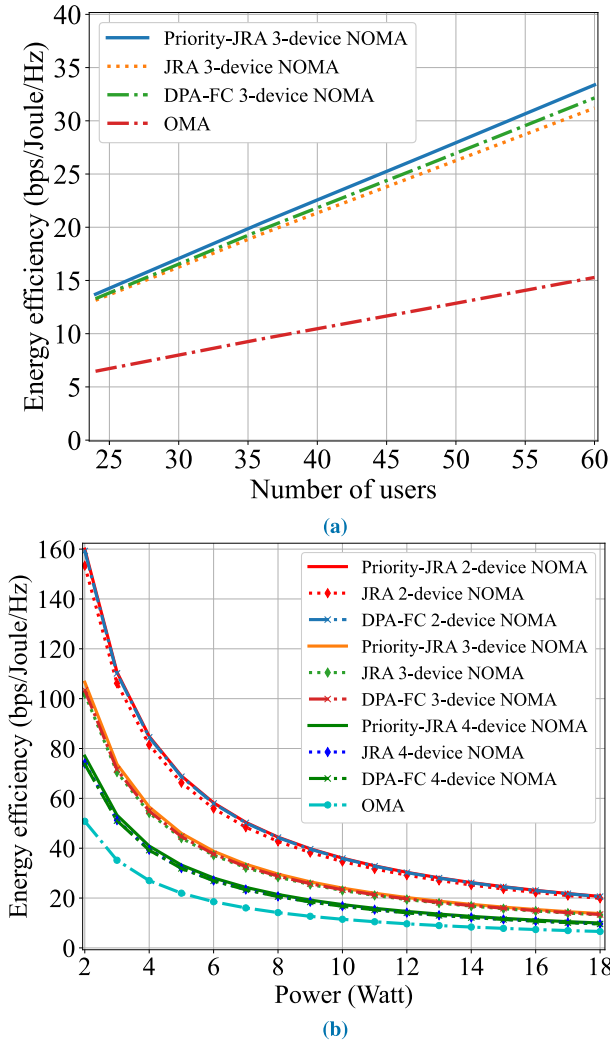 40
35
30
25
20
15
10
5
0
Energy efficiency (bps/Joule/Hz)
Priority-JRA 3-device NOMA
JRA 3-device NOMA
DPA-FC 3-device NOMA
OMA
25 30 35 40 45 50 55 60
Number of users
(a)
160
140
120
100
80
60
40
20
0
Energy efficiency (bps/Joule/Hz)
Priority-JRA 2-device NOMA
JRA 2-device NOMA
DPA-FC 2-device NOMA
Priority-JRA 3-device NOMA
JRA 3-device NOMA
DPA-FC 3-device NOMA
Priority-JRA 4-device NOMA
JRA 4-device NOMA
DPA-FC 4-device NOMA
OMA
2 4 6 8 10 12 14 16 18
Power (Watt)
(b)